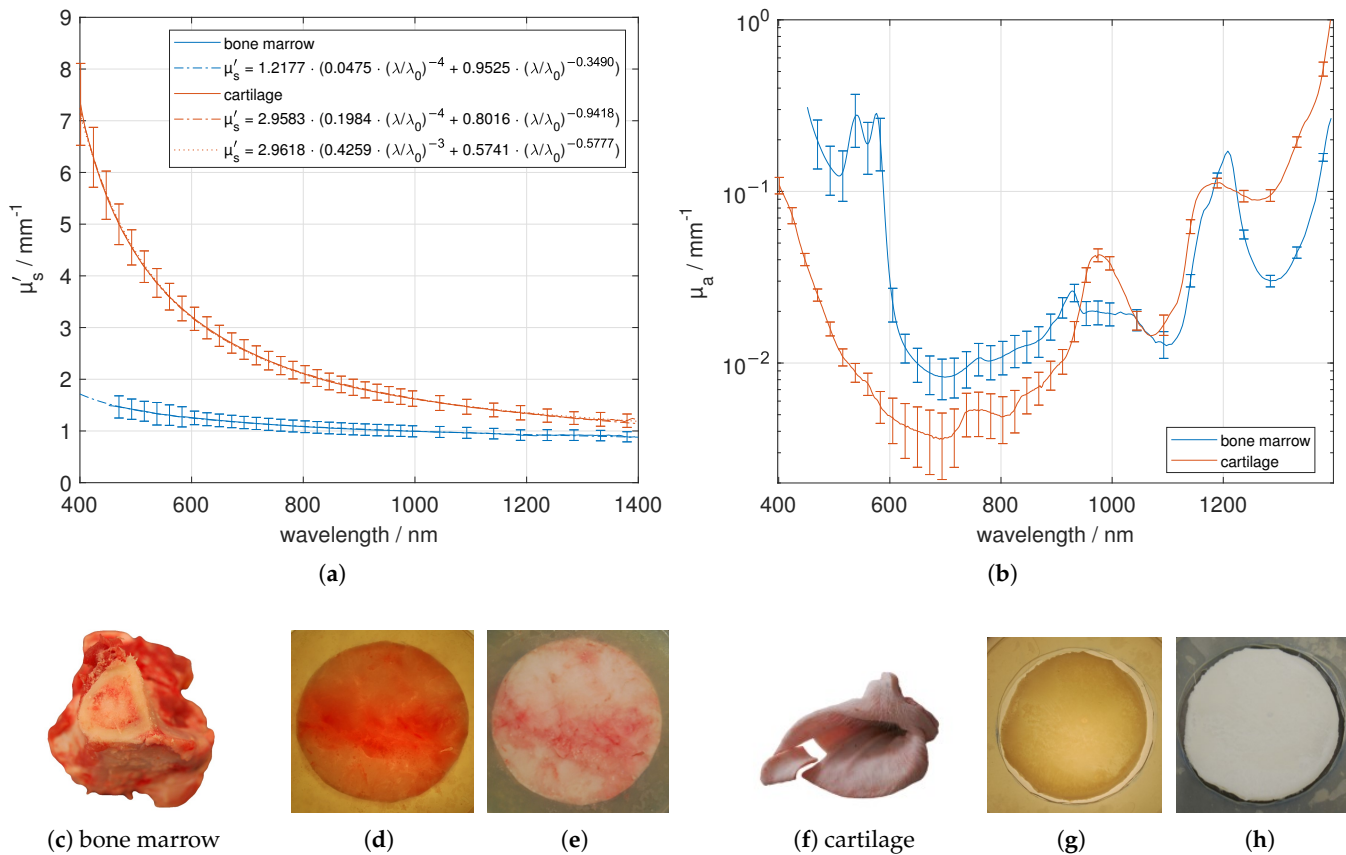 9
8
7
6
5
4
3
2
1
0
μ′s / mm-1
bone marrow
μ′s = 1.2177 · (0.0475 · (λ/λ0)−4 + 0.9525 · (λ/λ0)−0.3490)
cartilage
μ′s = 2.9583 · (0.1984 · (λ/λ0)−4 + 0.8016 · (λ/λ0)−0.9418)
μ′s = 2.9618 · (0.4259 · (λ/λ0)−3 + 0.5741 · (λ/λ0)−0.5777)
400 600 800 1000 1200 1400
wavelength / nm
(a)
100
10−1
10−2
μa / mm-1
bone marrow
cartilage
400 600 800 1000 1200
wavelength / nm
(b)
(c) bone marrow
(d)
(e)
(f) cartilage
(g)
(h)